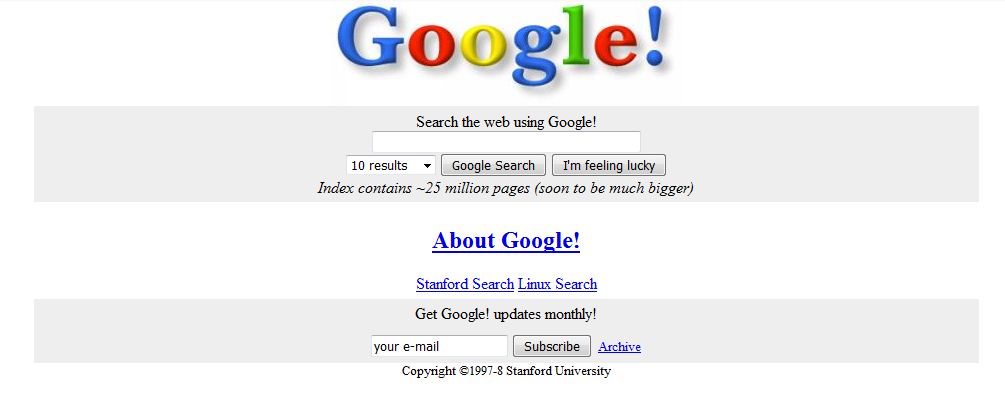 Google!
Search the web using Google!
10 results Google Search I'm feeling lucky
Index contains ~25 million pages (soon to be much bigger)
About Google!
Stanford Search Linux Search
Get Google! updates monthly!
your e-mail Subscribe Archive
Copyright ©1997-8 Stanford University